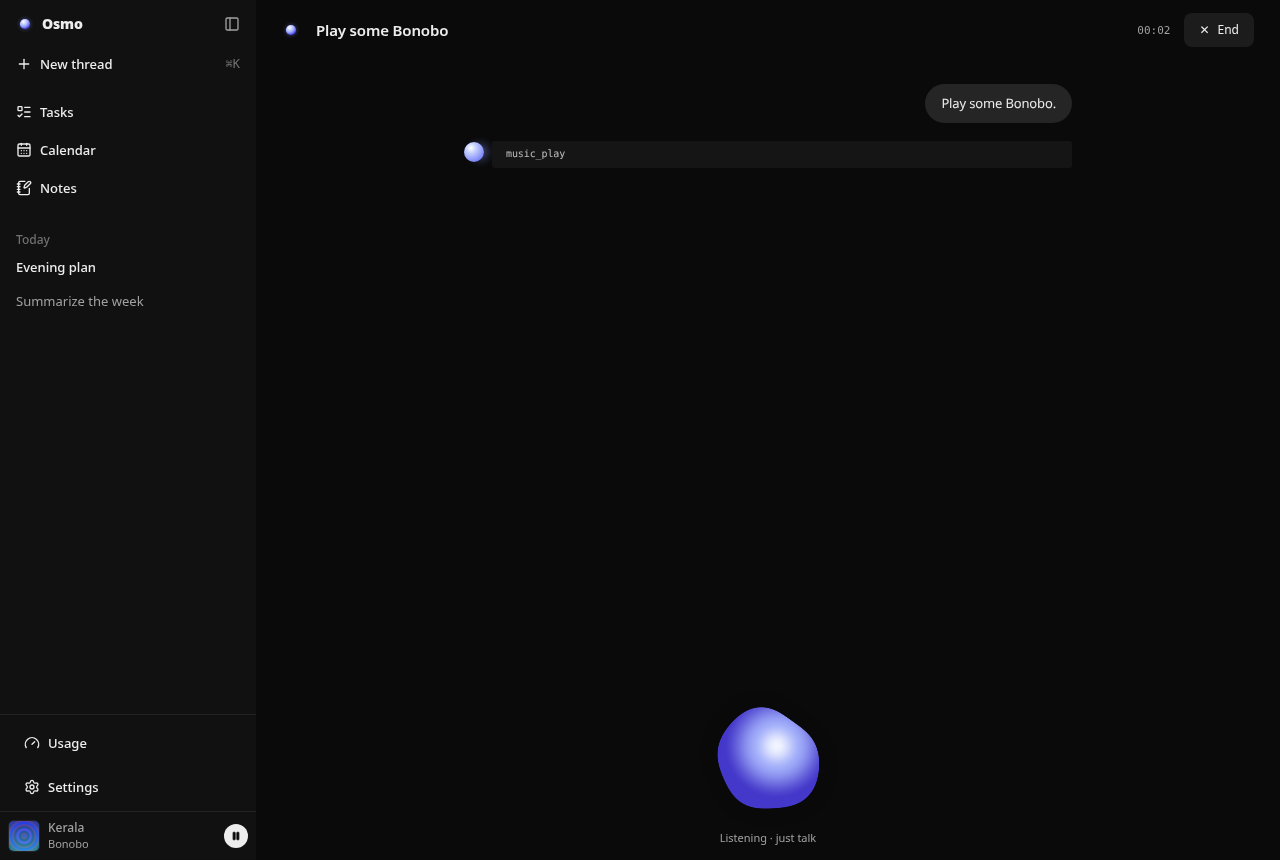 Osmo
New thread
⌘K
Tasks
Calendar
Notes
Today
Evening plan
Summarize the week
Usage
Settings
Kerala
Bonobo
Play some Bonobo
00:02
End
Play some Bonobo.
music_play
Listening · just talk